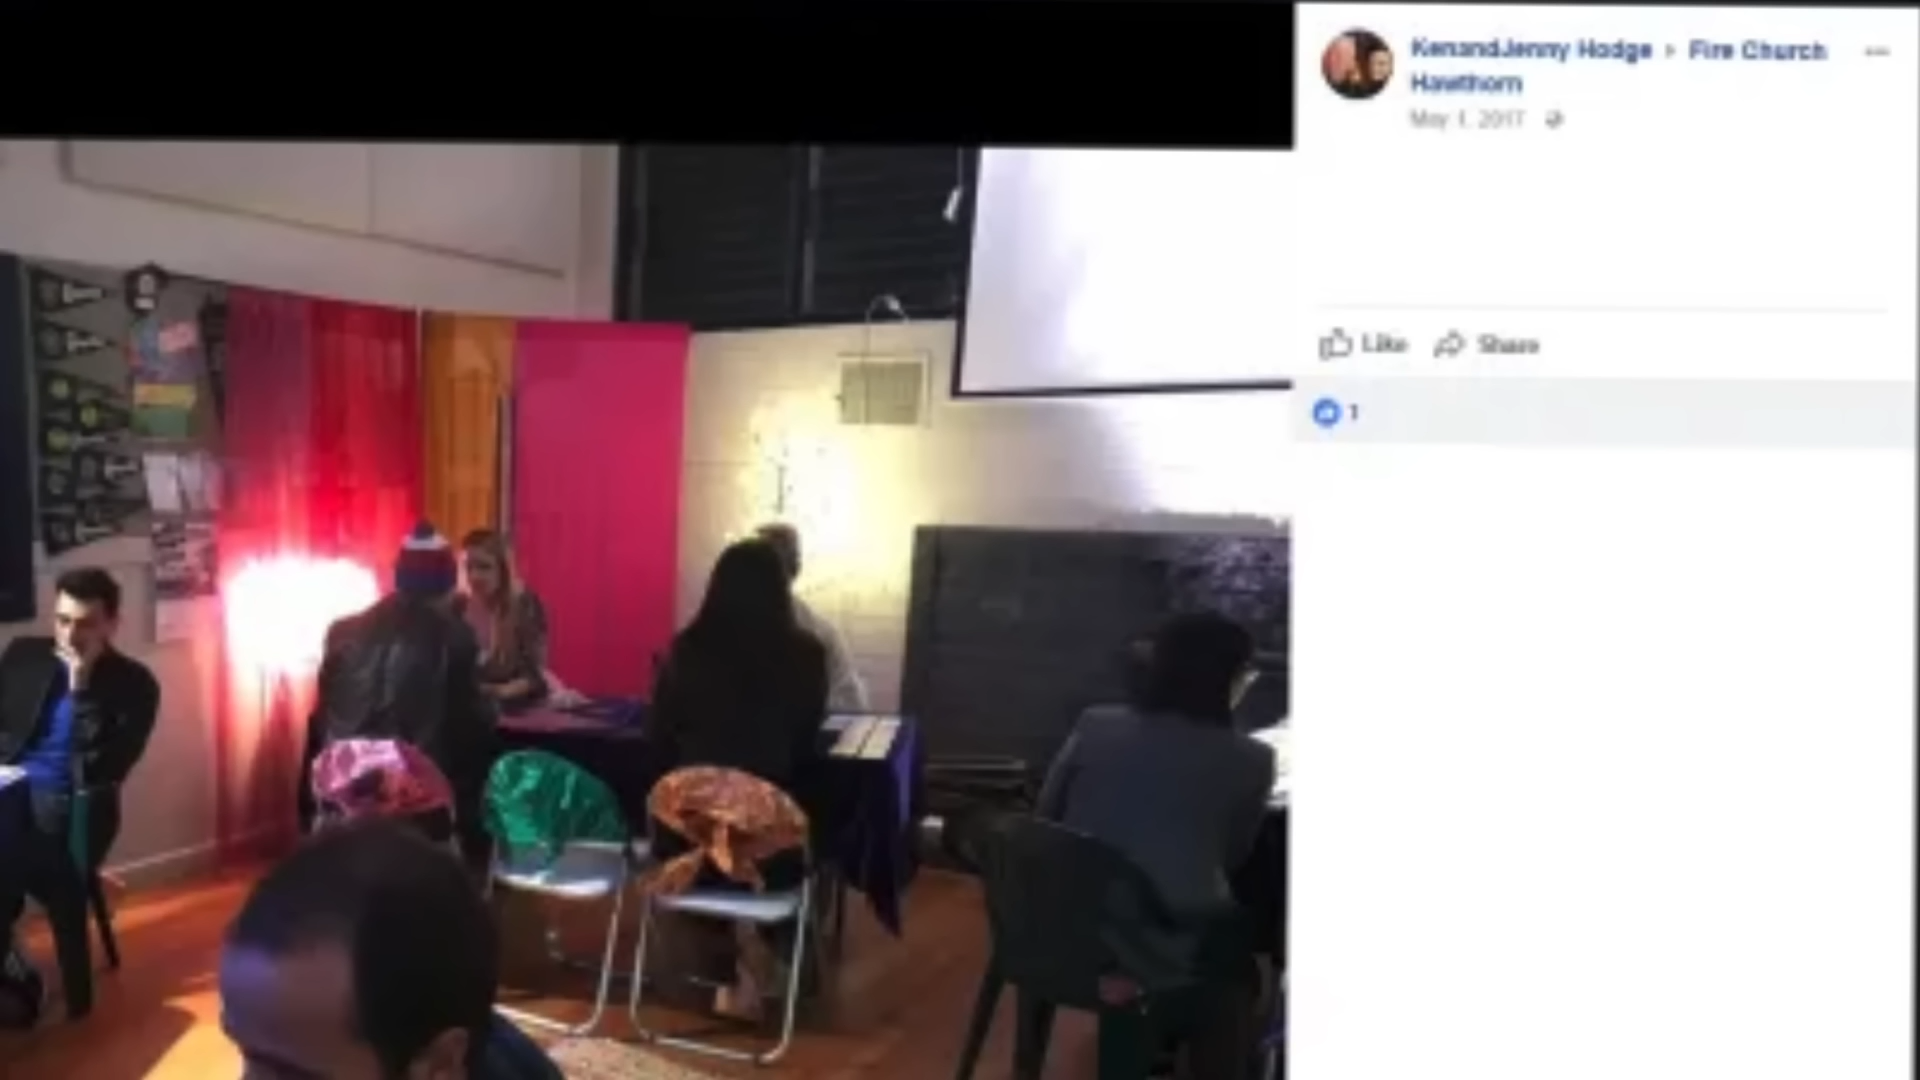 KenandJenny Hodge ▸ Fire Church
Hawthorn
May 1, 2017
Like Share
1